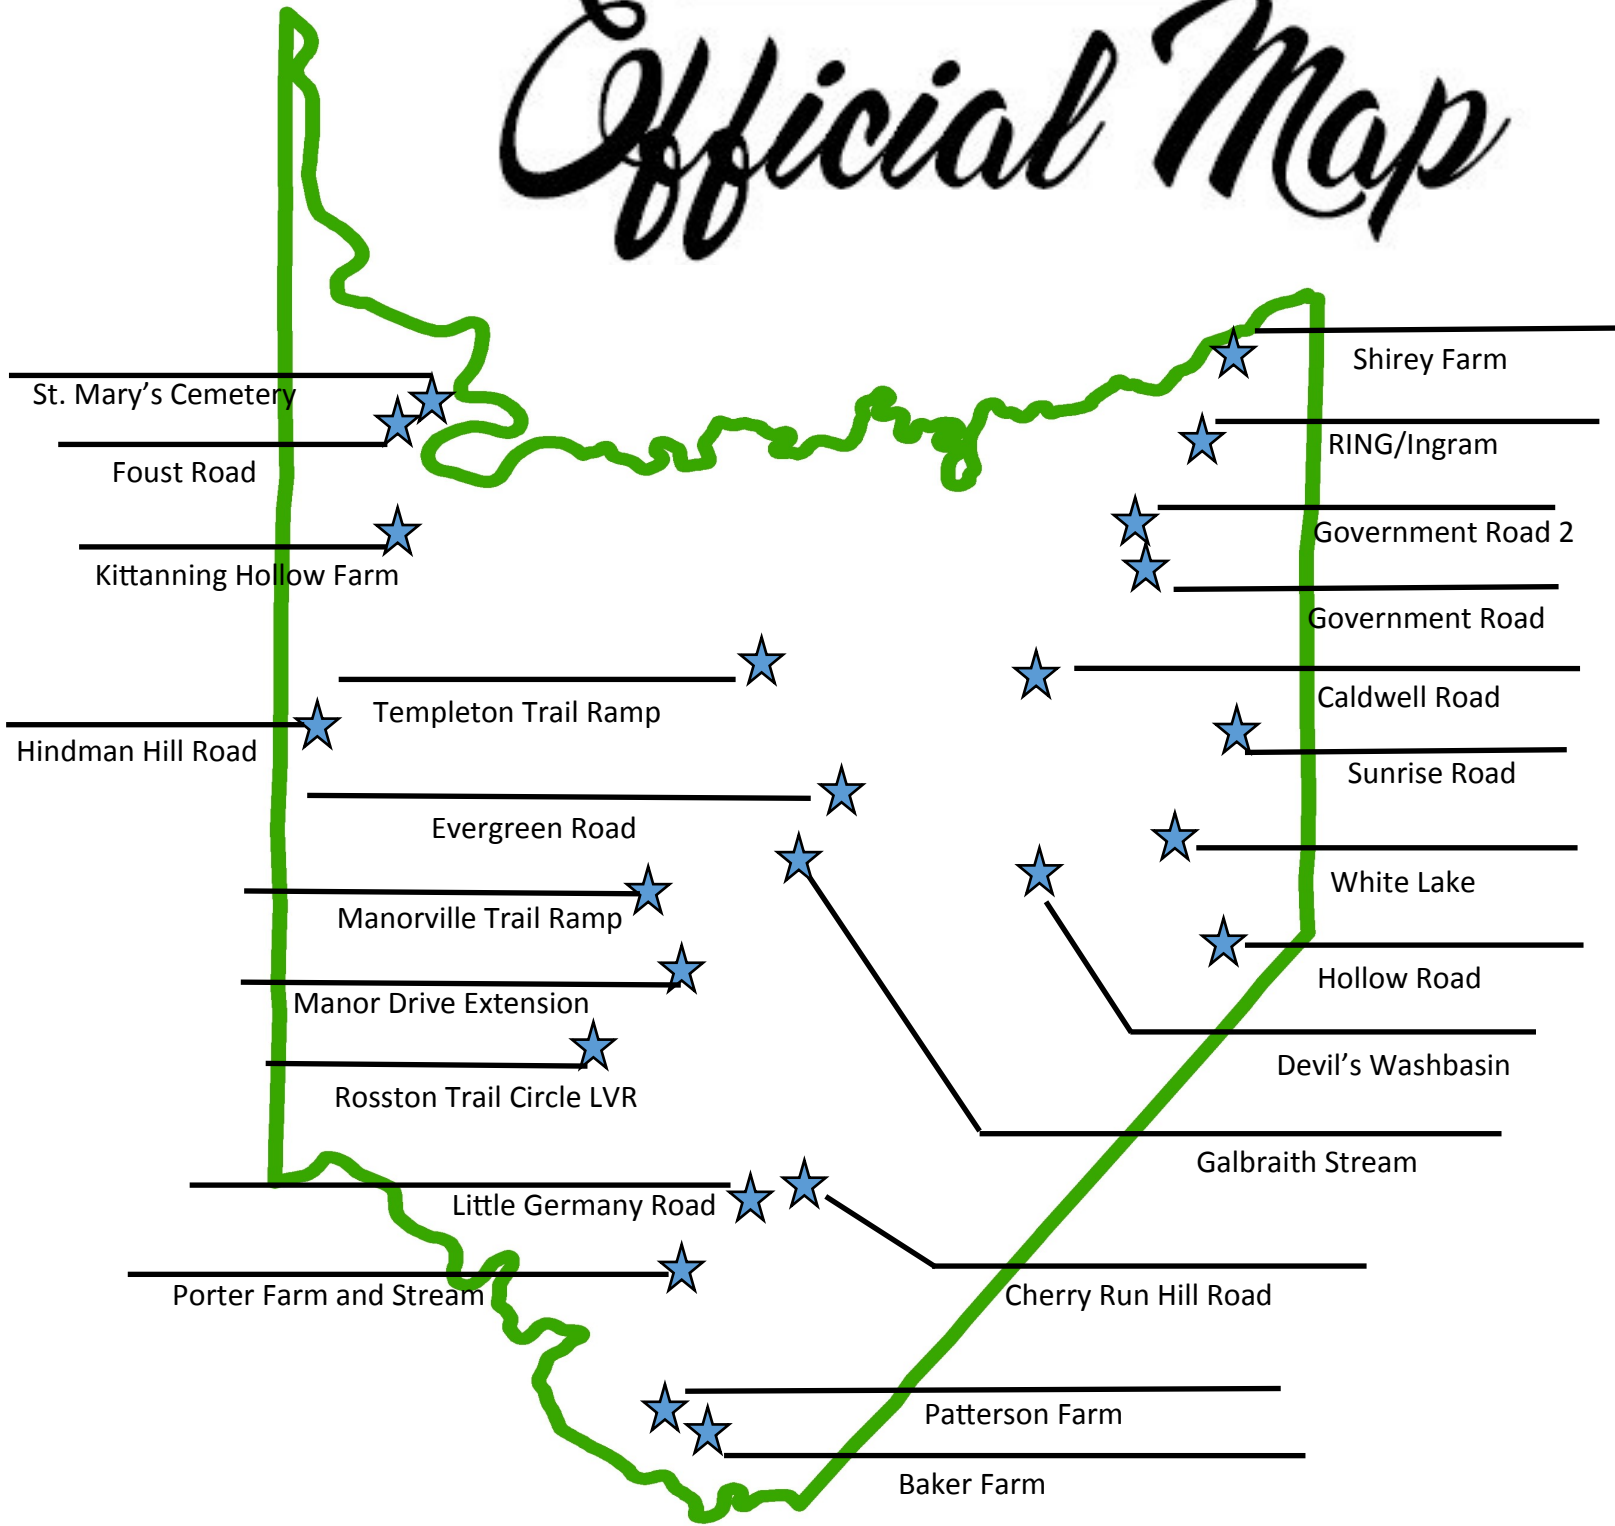 Official Map
Shirey Farm
St. Mary's Cemetery
RING/Ingram
Foust Road
Government Road 2
Kittanning Hollow Farm
Government Road
Caldwell Road
Templeton Trail Ramp
Hindman Hill Road
Sunrise Road
Evergreen Road
White Lake
Manorville Trail Ramp
Hollow Road
Manor Drive Extension
Devil's Washbasin
Rosston Trail Circle LVR
Galbraith Stream
Little Germany Road
Porter Farm and Stream
Cherry Run Hill Road
Patterson Farm
Baker Farm